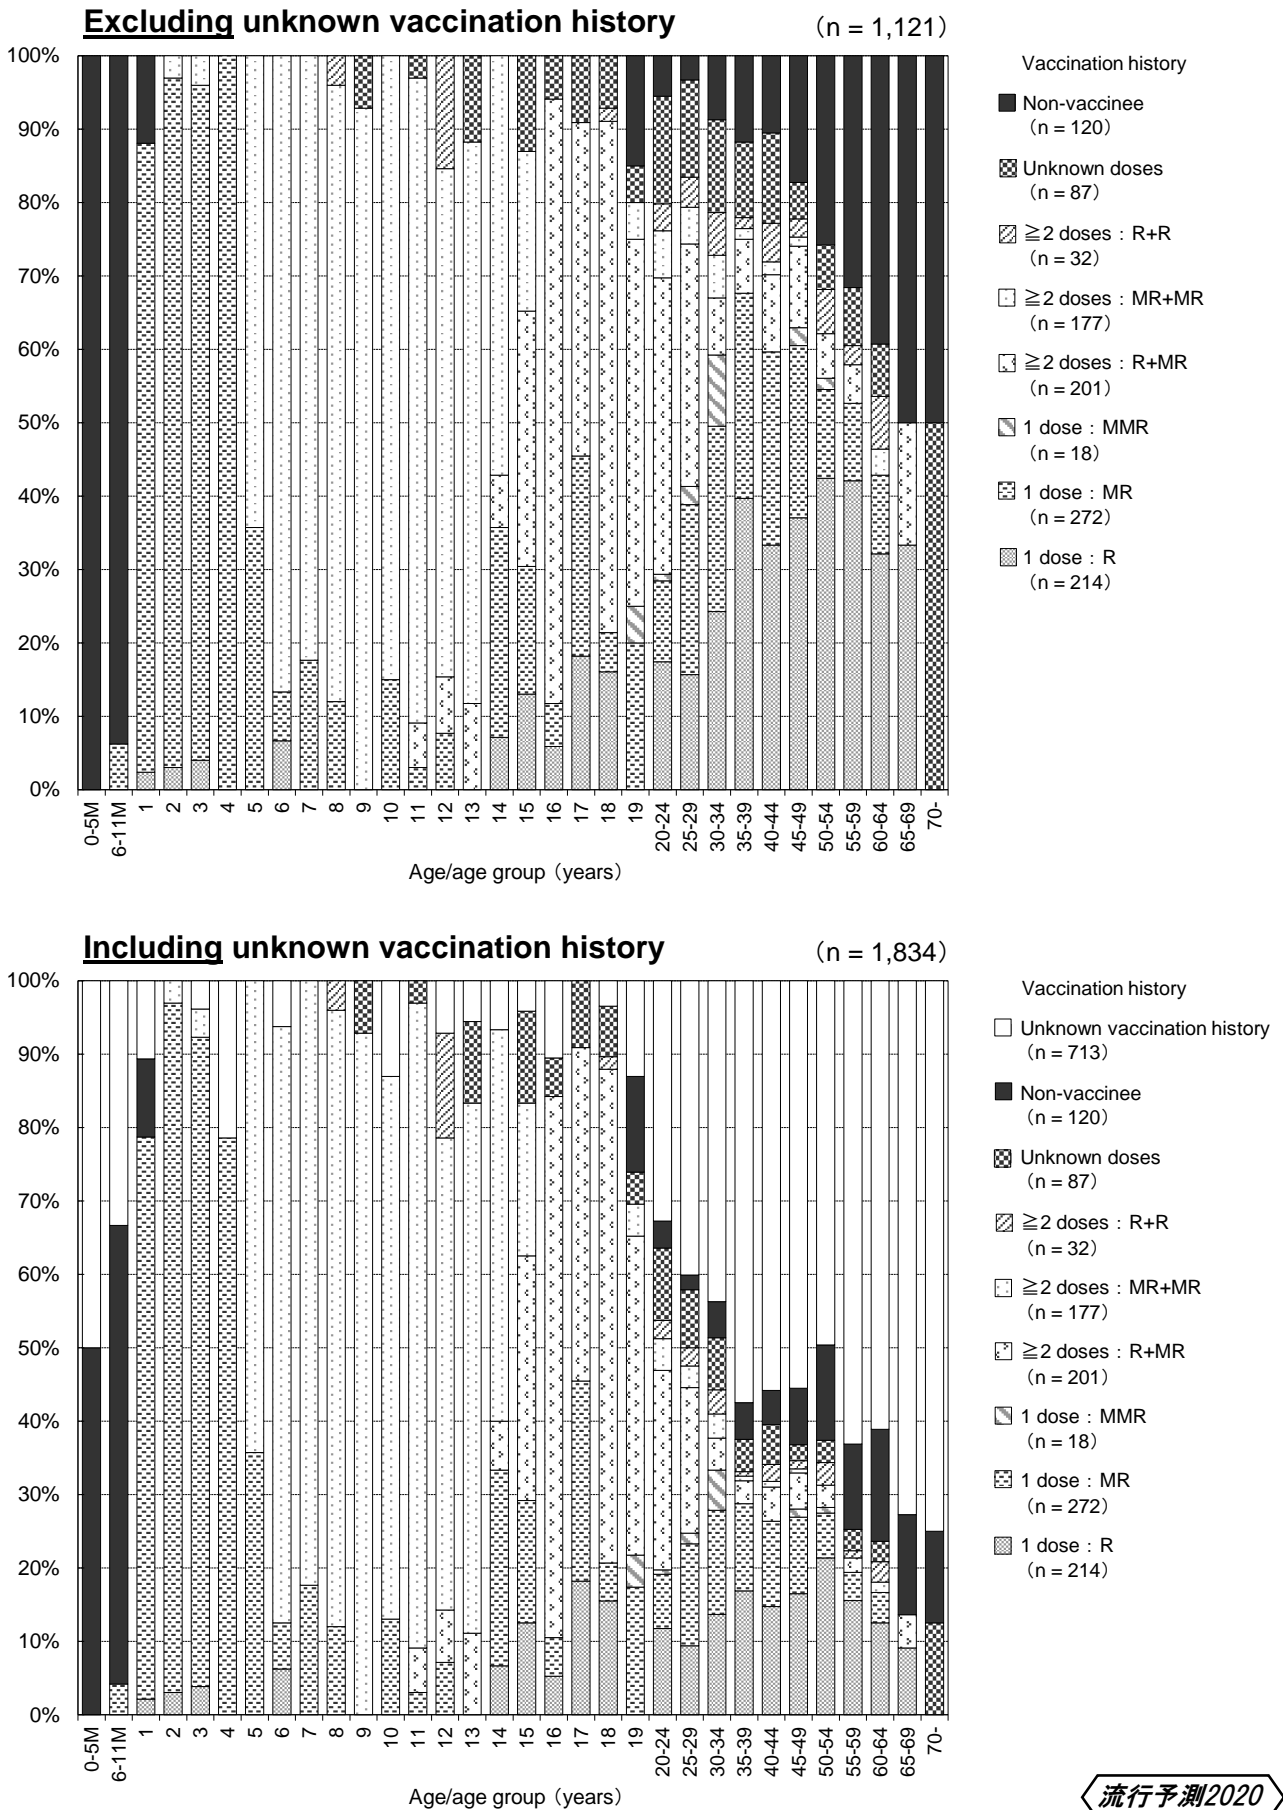 Excluding unknown vaccination history
(n = 1,121)
100%
90%
80%
70%
60%
50%
40%
30%
20%
10%
0%
0-5M
6-11M
1
2
3
4
5
6
7
8
9
10
11
12
13
14
15
16
17
18
19
20-24
25-29
30-34
35-39
40-44
45-49
50-54
55-59
60-64
65-69
70-
Age/age group（years）
Vaccination history
Non-vaccinee
（n = 120）
Unknown doses
（n = 87）
≧2 doses：R+R
（n = 32）
≧2 doses：MR+MR
（n = 177）
≧2 doses：R+MR
（n = 201）
1 dose：MMR
（n = 18）
1 dose：MR
（n = 272）
1 dose：R
（n = 214）
Including unknown vaccination history
(n = 1,834)
100%
90%
80%
70%
60%
50%
40%
30%
20%
10%
0%
0-5M
6-11M
1
2
3
4
5
6
7
8
9
10
11
12
13
14
15
16
17
18
19
20-24
25-29
30-34
35-39
40-44
45-49
50-54
55-59
60-64
65-69
70-
Age/age group（years）
Vaccination history
Unknown vaccination history
（n = 713）
Non-vaccinee
（n = 120）
Unknown doses
（n = 87）
≧2 doses：R+R
（n = 32）
≧2 doses：MR+MR
（n = 177）
≧2 doses：R+MR
（n = 201）
1 dose：MMR
（n = 18）
1 dose：MR
（n = 272）
1 dose：R
（n = 214）
流行予測2020